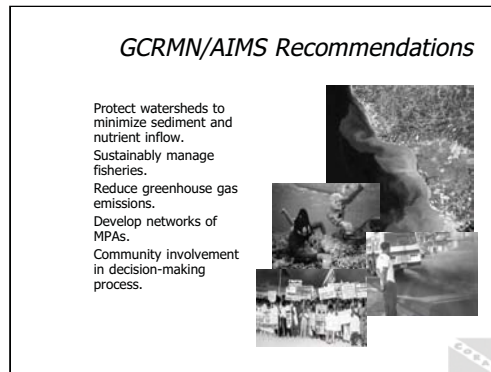 GCRMN/AIMS Recommendations
Protect watersheds to
minimize sediment and
nutrient inflow.
Sustainably manage
fisheries.
Reduce greenhouse gas
emissions.
Develop networks of
MPAs.
Community involvement
in decision-making
process.